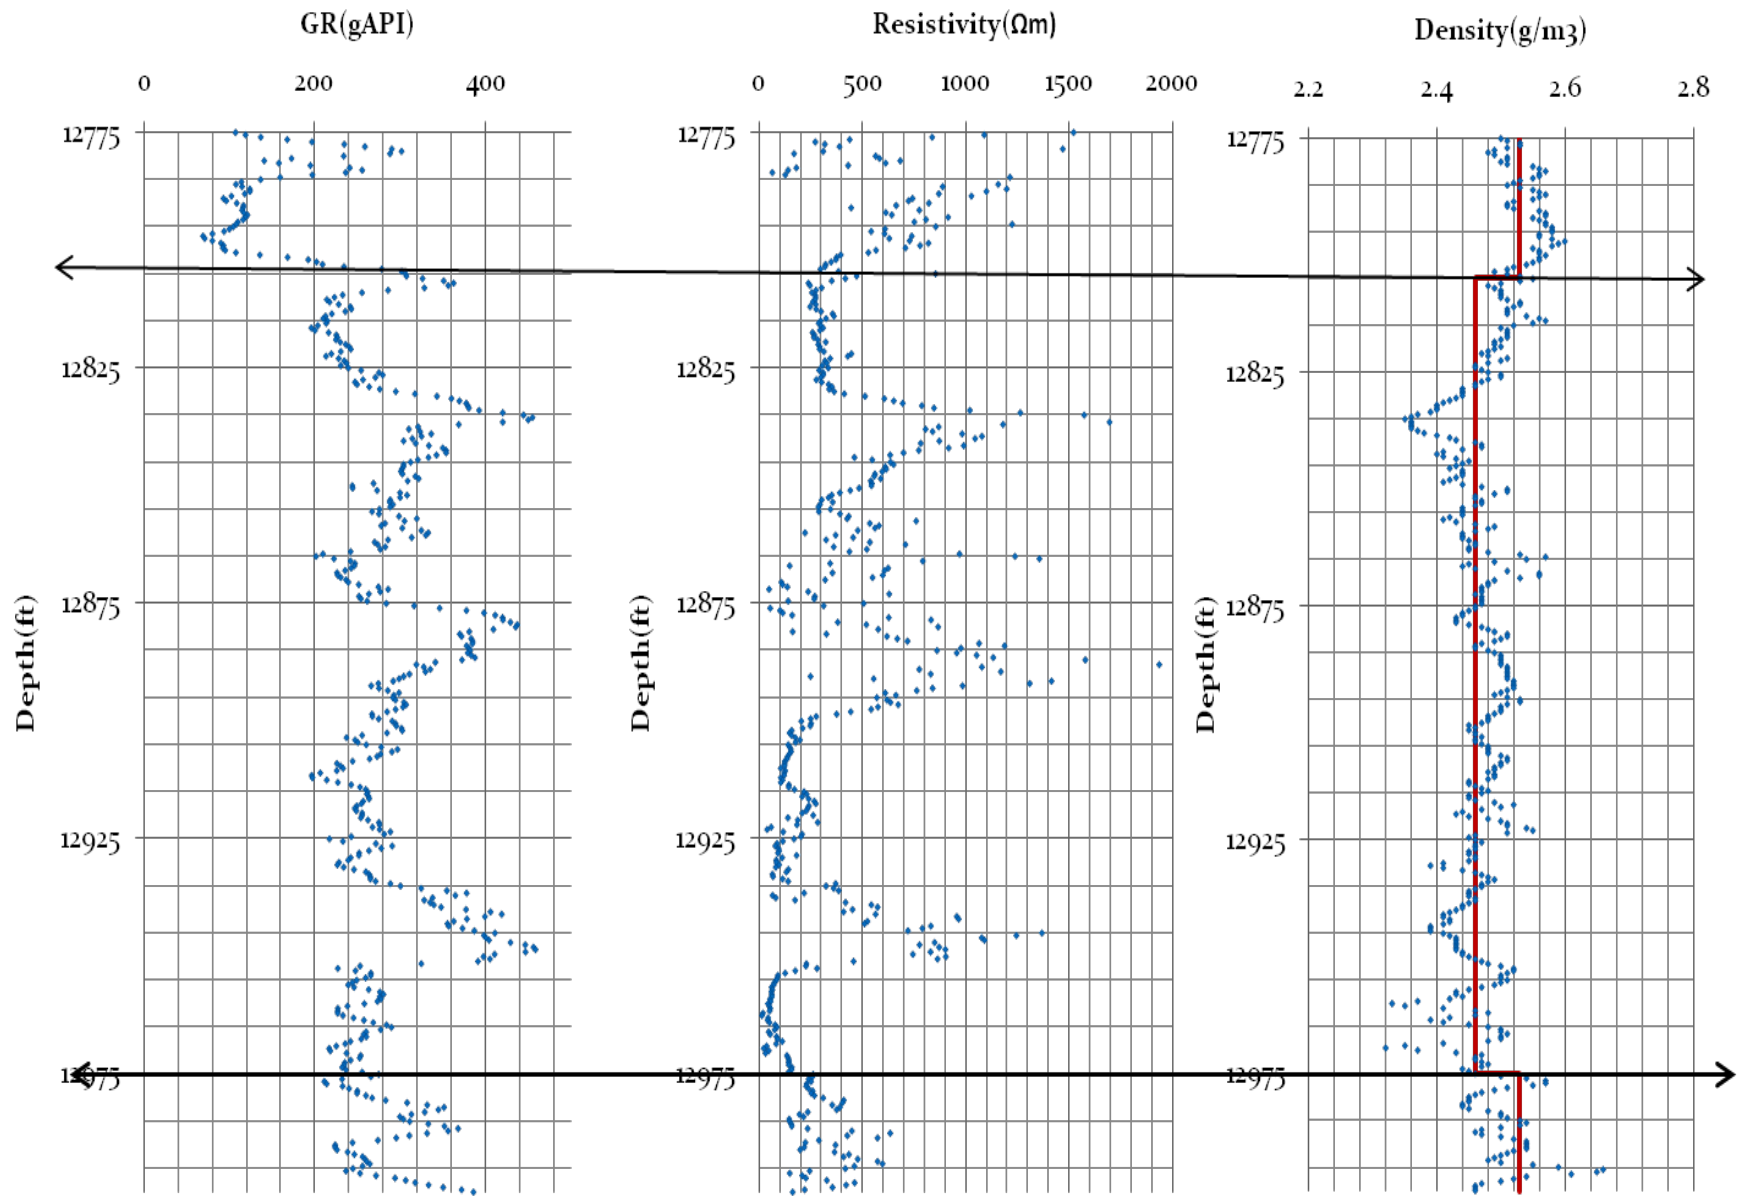 GR(gAPI) Resistivity(Ωm) Density(g/m3)
0 200 400 0 500 1000 1500 2000 2.2 2.4 2.6 2.8
12775 12775 12775
12825 12825 12825
12875 12875 12875
Depth(ft) Depth(ft) Depth(ft)
12925 12925 12925
12975 12975 12975